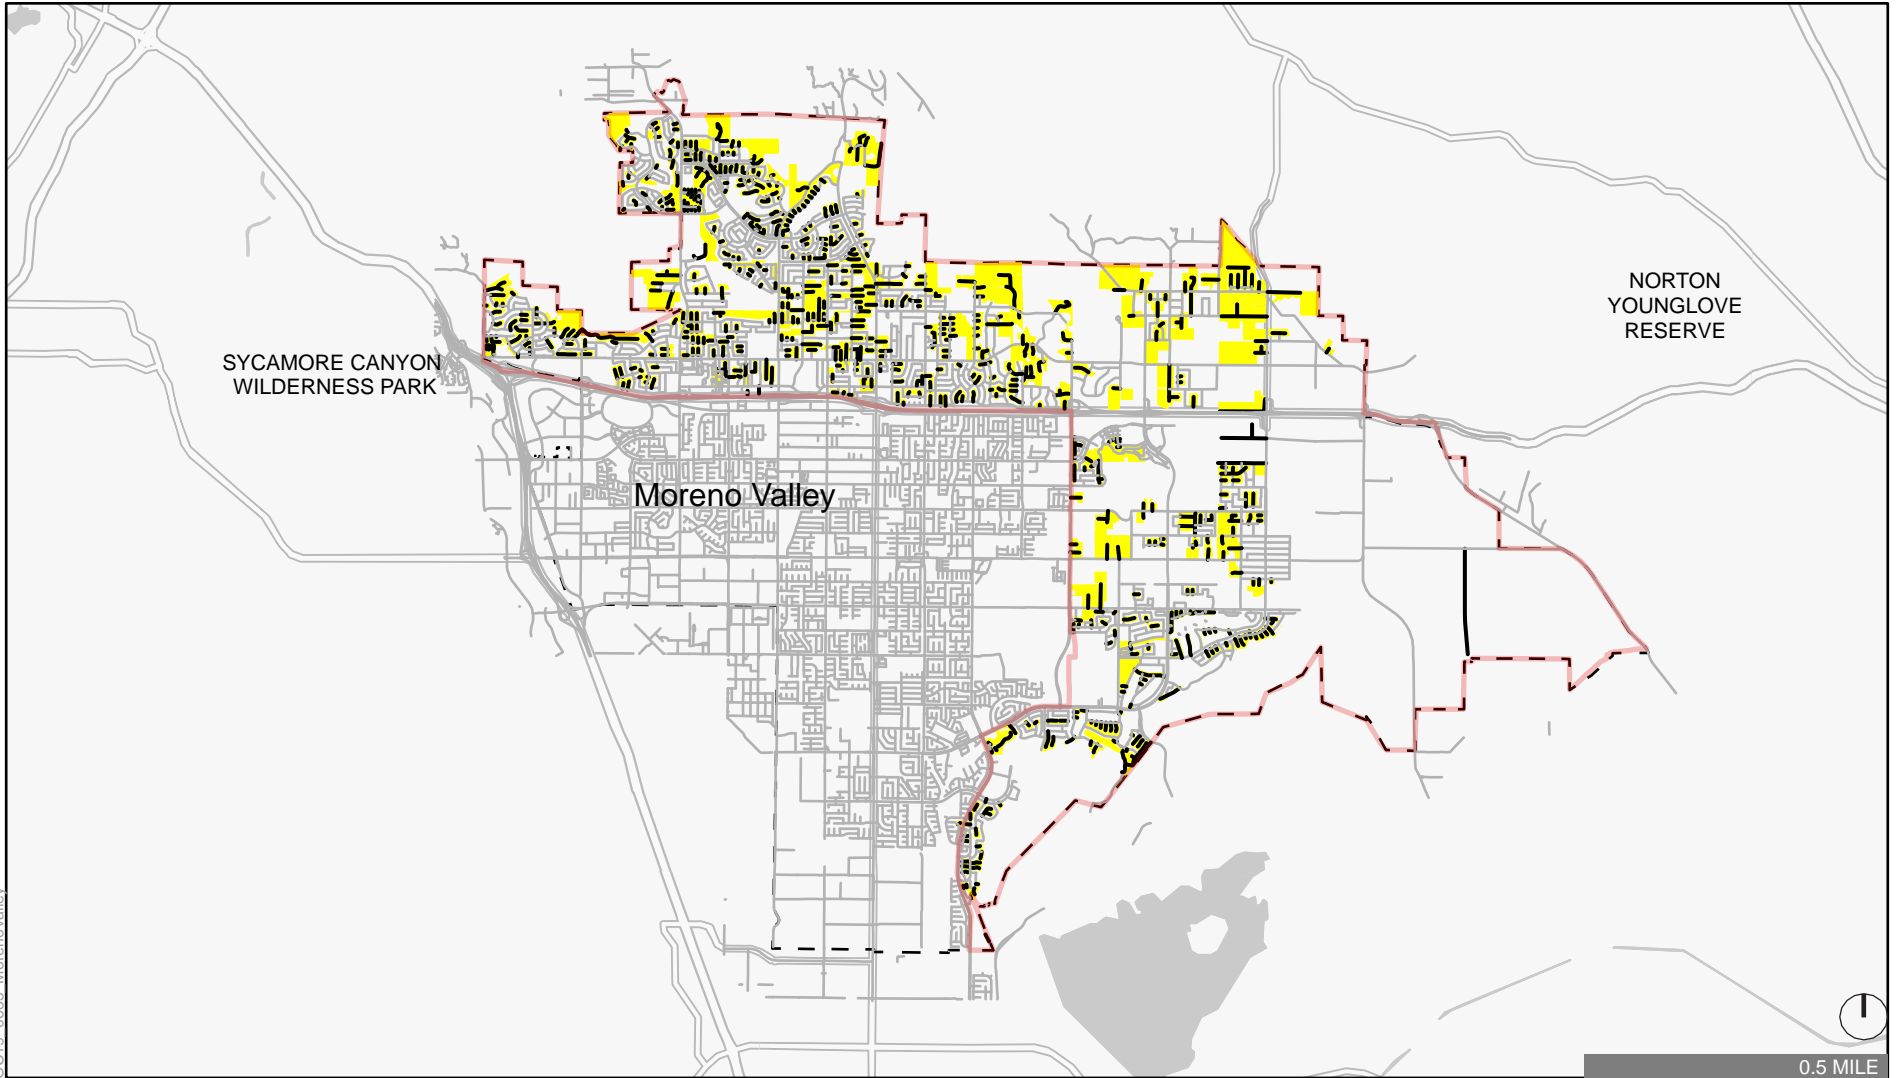 NORTON
YOUNGLOVE
RESERVE
SYCAMORE CANYON
WILDERNESS PARK
Moreno Valley
0.5 MILE